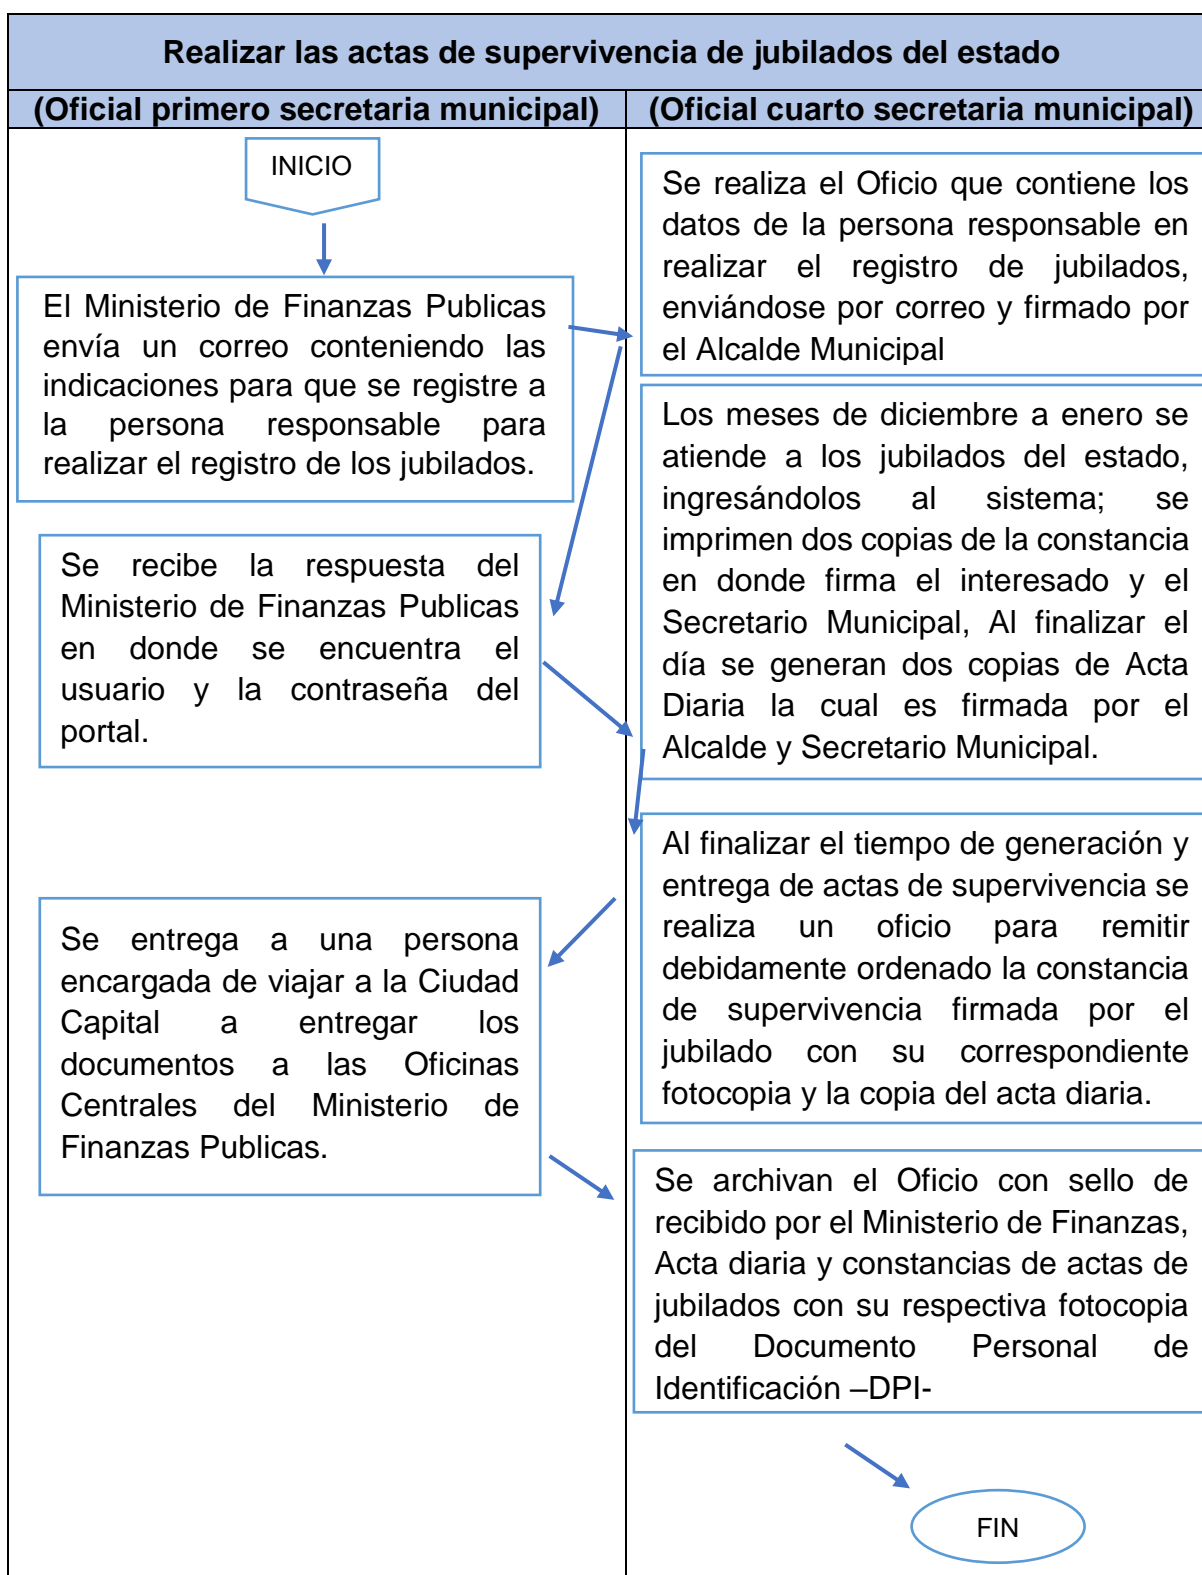 Realizar las actas de supervivencia de jubilados del estado
(Oficial primero secretaria municipal)
(Oficial cuarto secretaria municipal)
INICIO
El Ministerio de Finanzas Publicas
envía un correo conteniendo las
indicaciones para que se registre a
la persona responsable para
realizar el registro de los jubilados.
Se realiza el Oficio que contiene los
datos de la persona responsable en
realizar el registro de jubilados,
enviándose por correo y firmado por
el Alcalde Municipal
Se recibe la respuesta del
Ministerio de Finanzas Publicas
en donde se encuentra el
usuario y la contraseña del
portal.
Los meses de diciembre a enero se
atiende a los jubilados del estado,
ingresándolos al sistema; se
imprimen dos copias de la constancia
en donde firma el interesado y el
Secretario Municipal, Al finalizar el
día se generan dos copias de Acta
Diaria la cual es firmada por el
Alcalde y Secretario Municipal.
Al finalizar el tiempo de generación y
entrega de actas de supervivencia se
realiza un oficio para remitir
debidamente ordenado la constancia
de supervivencia firmada por el
jubilado con su correspondiente
fotocopia y la copia del acta diaria.
Se entrega a una persona
encargada de viajar a la Ciudad
Capital a entregar los
documentos a las Oficinas
Centrales del Ministerio de
Finanzas Publicas.
Se archivan el Oficio con sello de
recibido por el Ministerio de Finanzas,
Acta diaria y constancias de actas de
jubilados con su respectiva fotocopia
del Documento Personal de
Identificación –DPI-
FIN